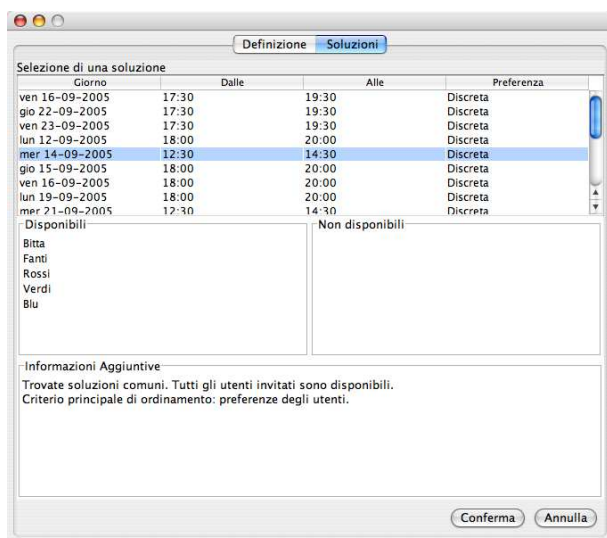 Definizione Soluzioni
Selezione di una soluzione
Giorno Dalle Alle Preferenza
ven 16-09-2005 17:30 19:30 Discreta
gio 22-09-2005 17:30 19:30 Discreta
ven 23-09-2005 17:30 19:30 Discreta
lun 12-09-2005 18:00 20:00 Discreta
mer 14-09-2005 12:30 14:30 Discreta
gio 15-09-2005 18:00 20:00 Discreta
ven 16-09-2005 18:00 20:00 Discreta
lun 19-09-2005 18:00 20:00 Discreta
mer 21-09-2005 12:30 14:30 Discreta
Disponibili Non disponibili
Bitta
Fanti
Rossi
Verdi
Blu
Informazioni Aggiuntive
Trovate soluzioni comuni. Tutti gli utenti invitati sono disponibili.
Criterio principale di ordinamento: preferenze degli utenti.
Conferma Annulla